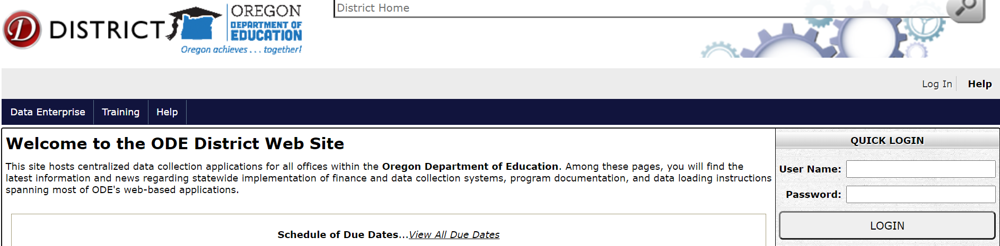 District Home
D DISTRICT
OREGON
DEPARTMENT OF
EDUCATION
Oregon achieves . . . together!
Log In
Help
Data Enterprise
Training
Help
Welcome to the ODE District Web Site
This site hosts centralized data collection applications for all offices within the Oregon Department of Education. Among these pages, you will find the
latest information and news regarding statewide implementation of finance and data collection systems, program documentation, and data loading instructions
spanning most of ODE's web-based applications.
Schedule of Due Dates...View All Due Dates
QUICK LOGIN
User Name:
Password:
LOGIN